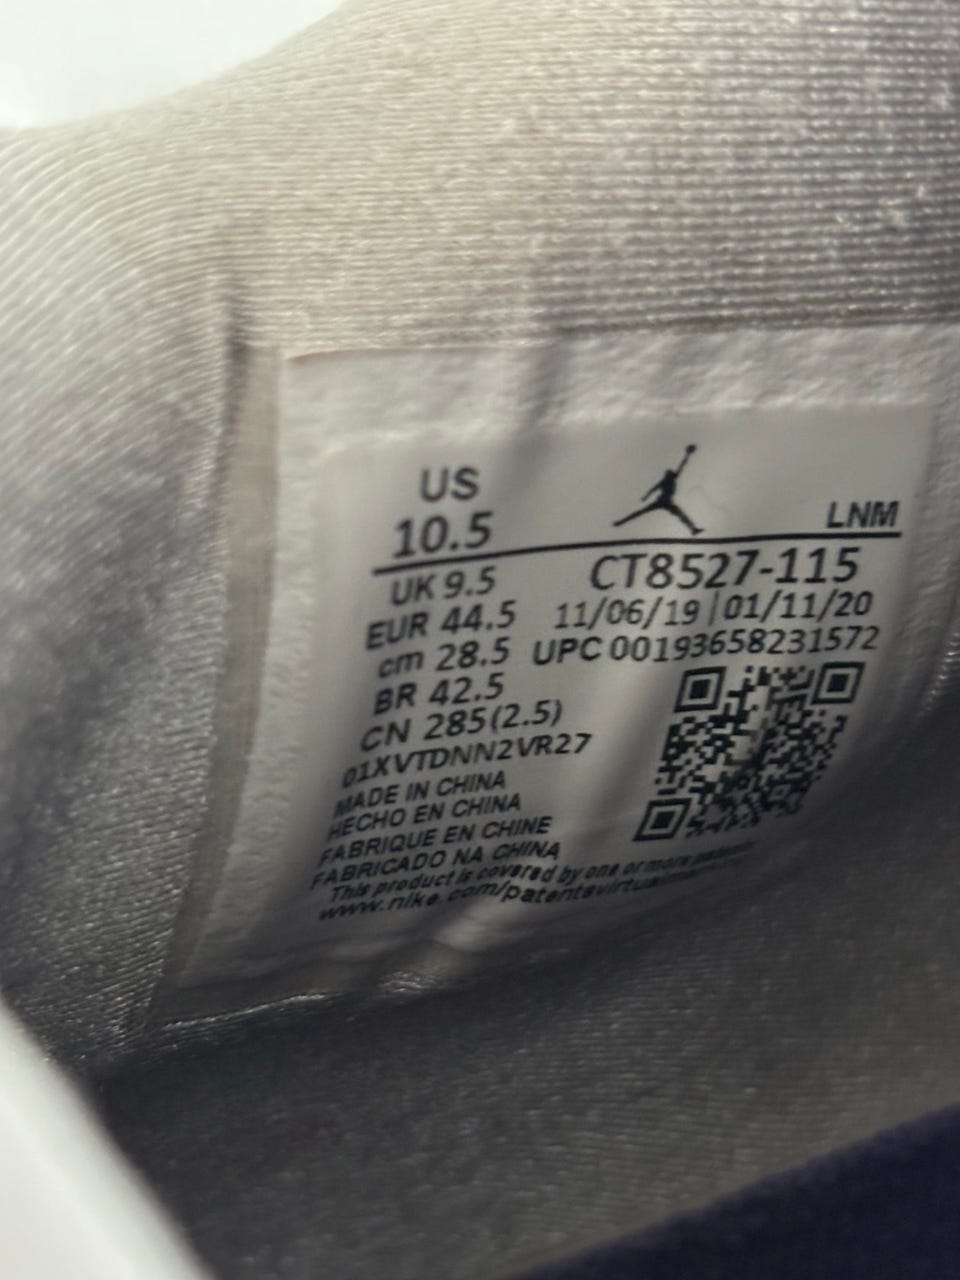 US
10.5
LNM
UK 9.5
EUR 44.5
cm 28.5
BR 42.5
CN 285(2.5)
01XVTDNN2VR27
MADE IN CHINA
HECHO EN CHINA
FABRIQUE EN CHINE
FABRICADO NA CHINA
This product is covered by one or more
www.nike.com/
CT8527-115
11/06/19 | 01/11/20
UPC 00193658231572